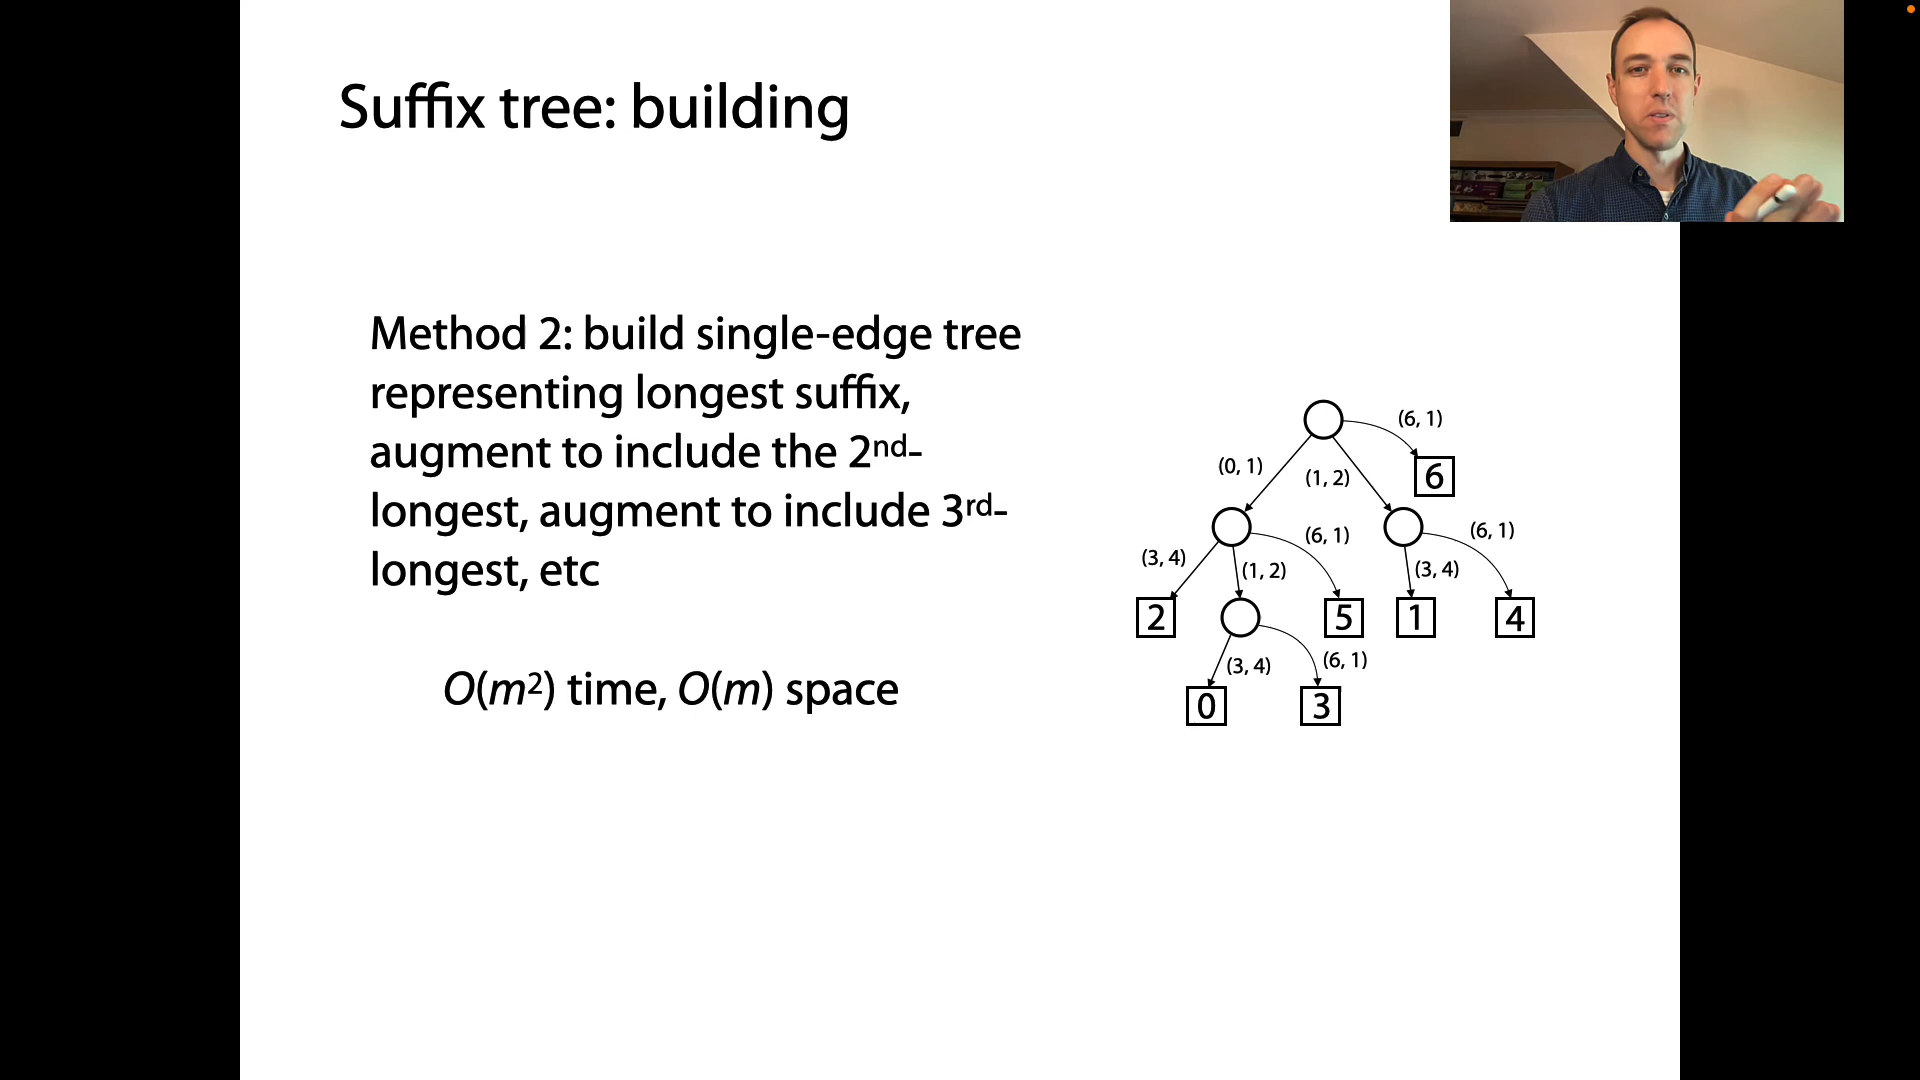 Suffix tree: building
Method 2: build single-edge tree
representing longest suffix,
augment to include the 2nd-
longest, augment to include 3rd-
longest, etc
O(m²) time, O(m) space
(6, 1)
(0, 1)
(1, 2)
6
(6, 1)
(6, 1)
(3, 4)
(1, 2)
(3, 4)
2
5
1
4
(3, 4)
(6, 1)
0
3